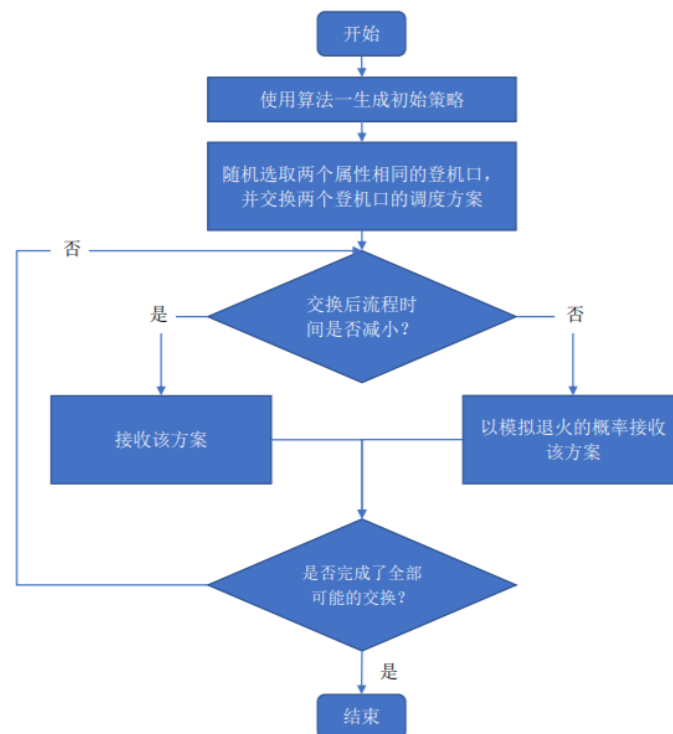 开始
使用算法一生成初始策略
随机选取两个属性相同的登机口，
并交换两个登机口的调度方案
否
交换后流程时
间是否减小？
是
否
接收该方案
以模拟退火的概率接收
该方案
是否完成了全部
可能的交换？
是
结束